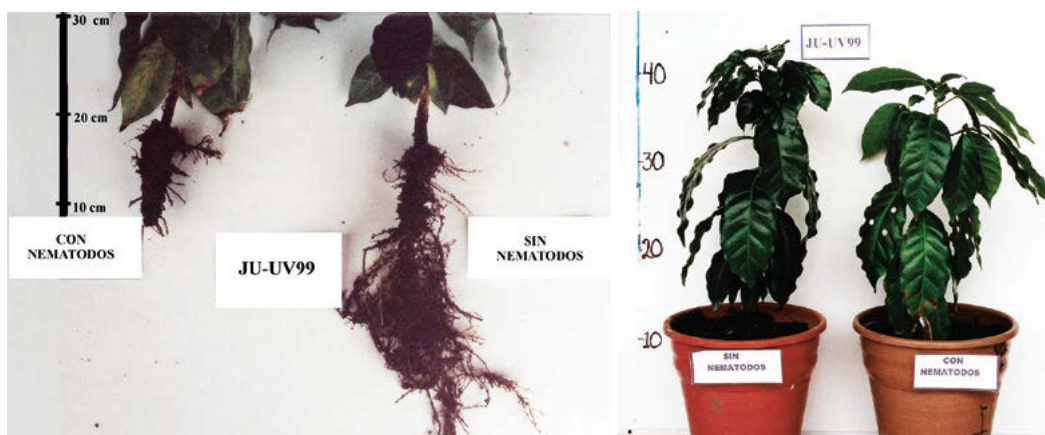 30 cm
20 cm
10 cm
CON
NEMATODOS
JU-UV99
SIN
NEMATODOS
JU-UV99
40
30
20
10
SIN
NEMATODOS
CON
NEMATODOS